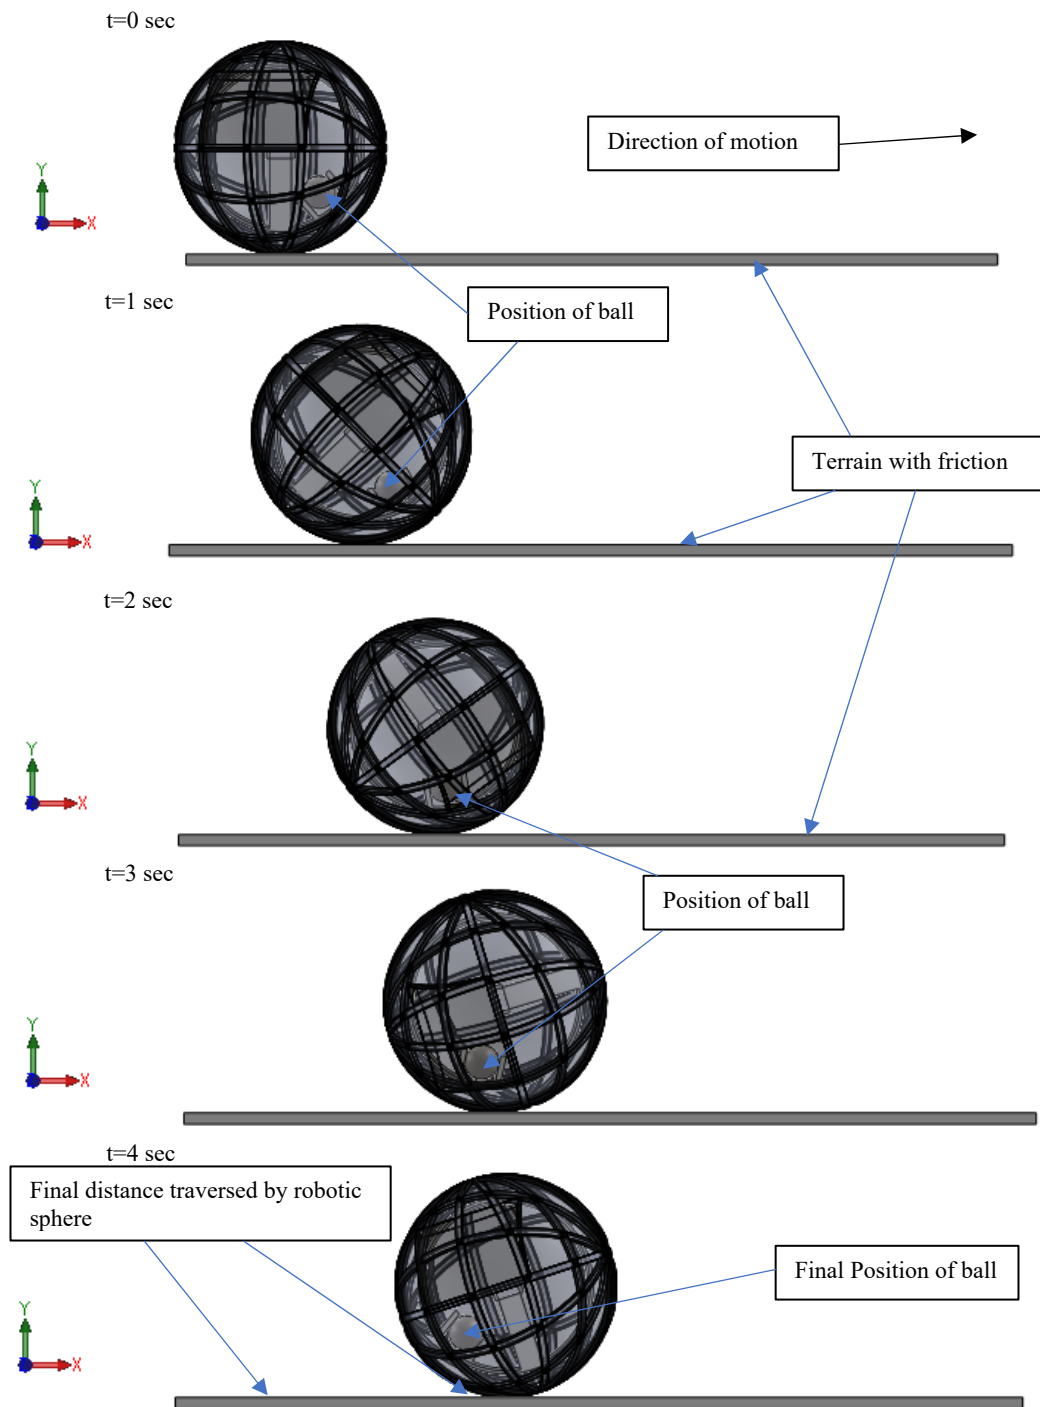 t=0 sec
Direction of motion
Y
X
t=1 sec
Position of ball
Terrain with friction
Y
X
t=2 sec
Y
X
t=3 sec
Position of ball
Y
X
t=4 sec
Final distance traversed by robotic
sphere
Final Position of ball
Y
X